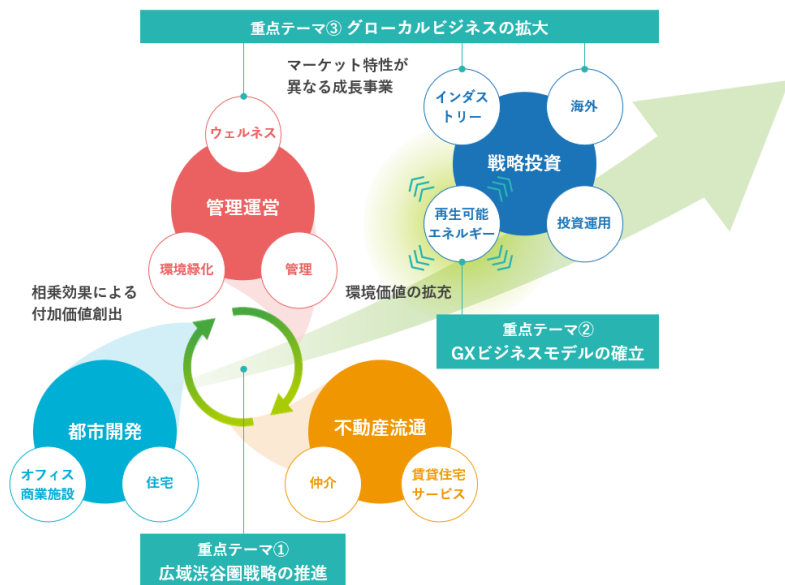 重点テーマ③ グローカルビジネスの拡大
マーケット特性が
異なる成長事業
インダス
トリー
海外
ウェルネス
戦略投資
管理運営
再生可能
エネルギー
投資運用
環境緑化
管理
相乗効果による
付加価値創出
環境価値の拡充
重点テーマ②
GXビジネスモデルの確立
都市開発
不動産流通
オフィス
商業施設
住宅
仲介
賃貸住宅
サービス
重点テーマ①
広域渋谷圏戦略の推進